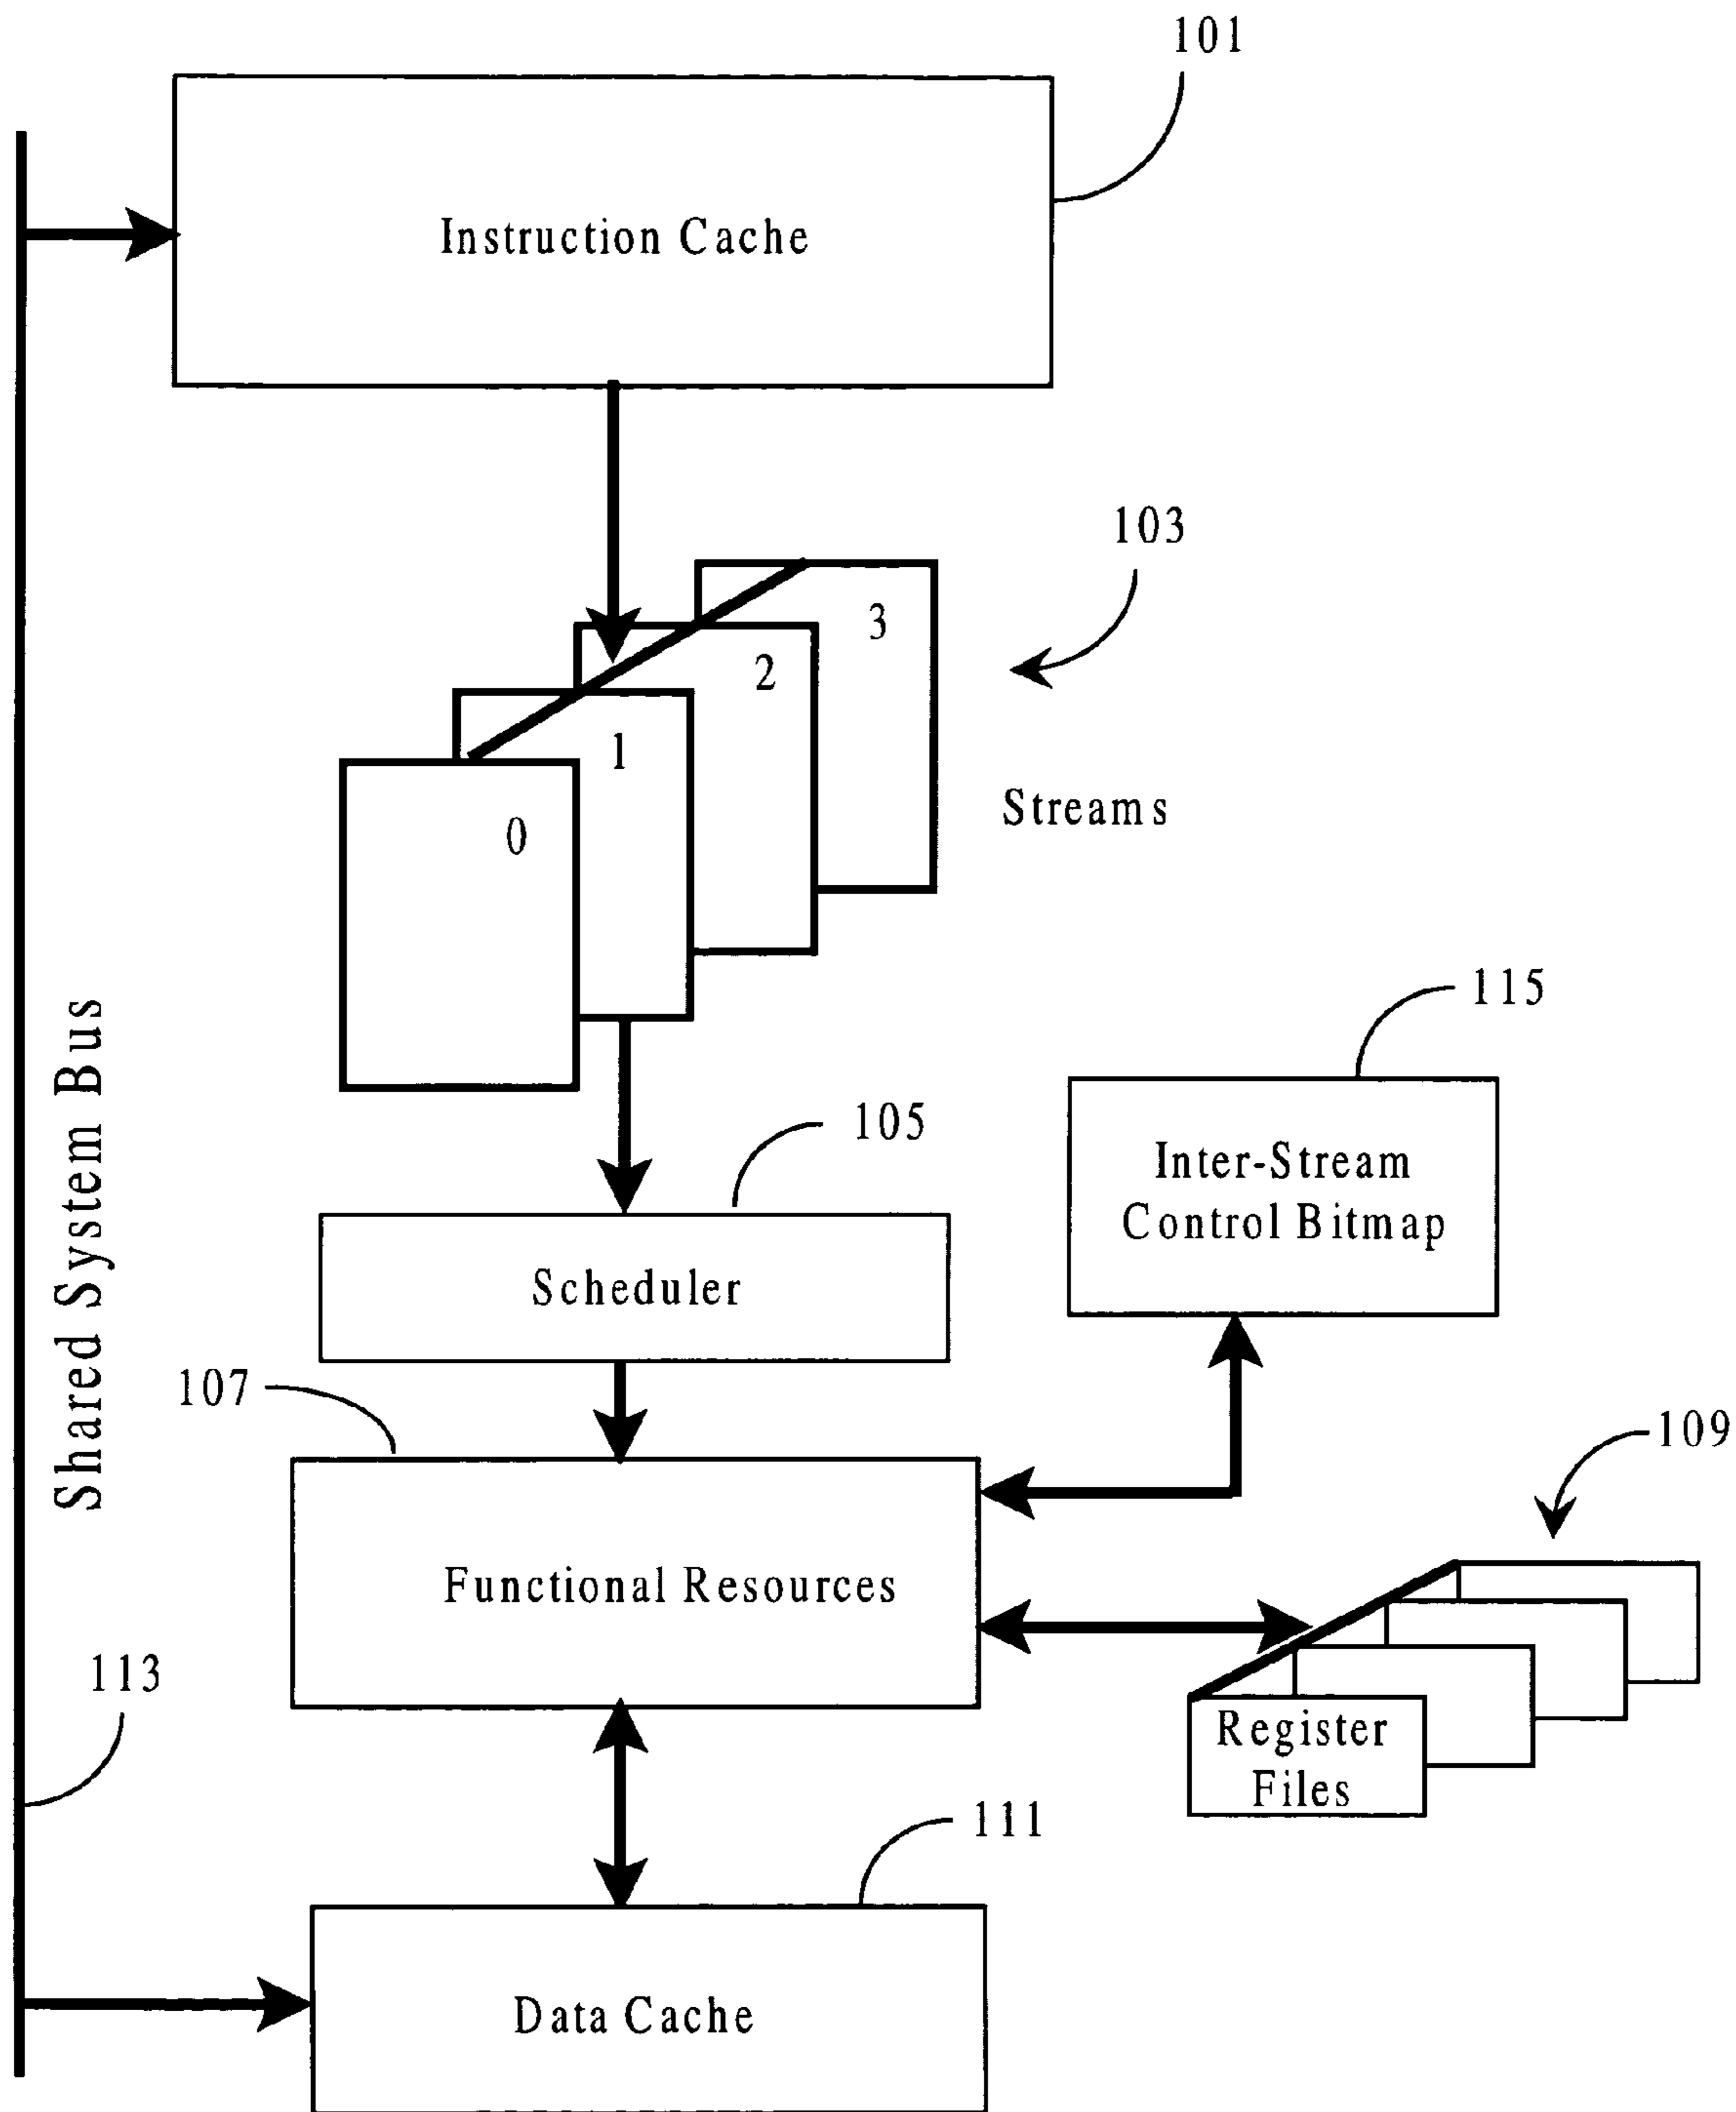 101
Instruction Cache
103
3
2
1
0
Streams
Shared System Bus
115
Inter-Stream
Control Bitmap
105
Scheduler
107
109
Functional Resources
113
Register
Files
111
Data Cache